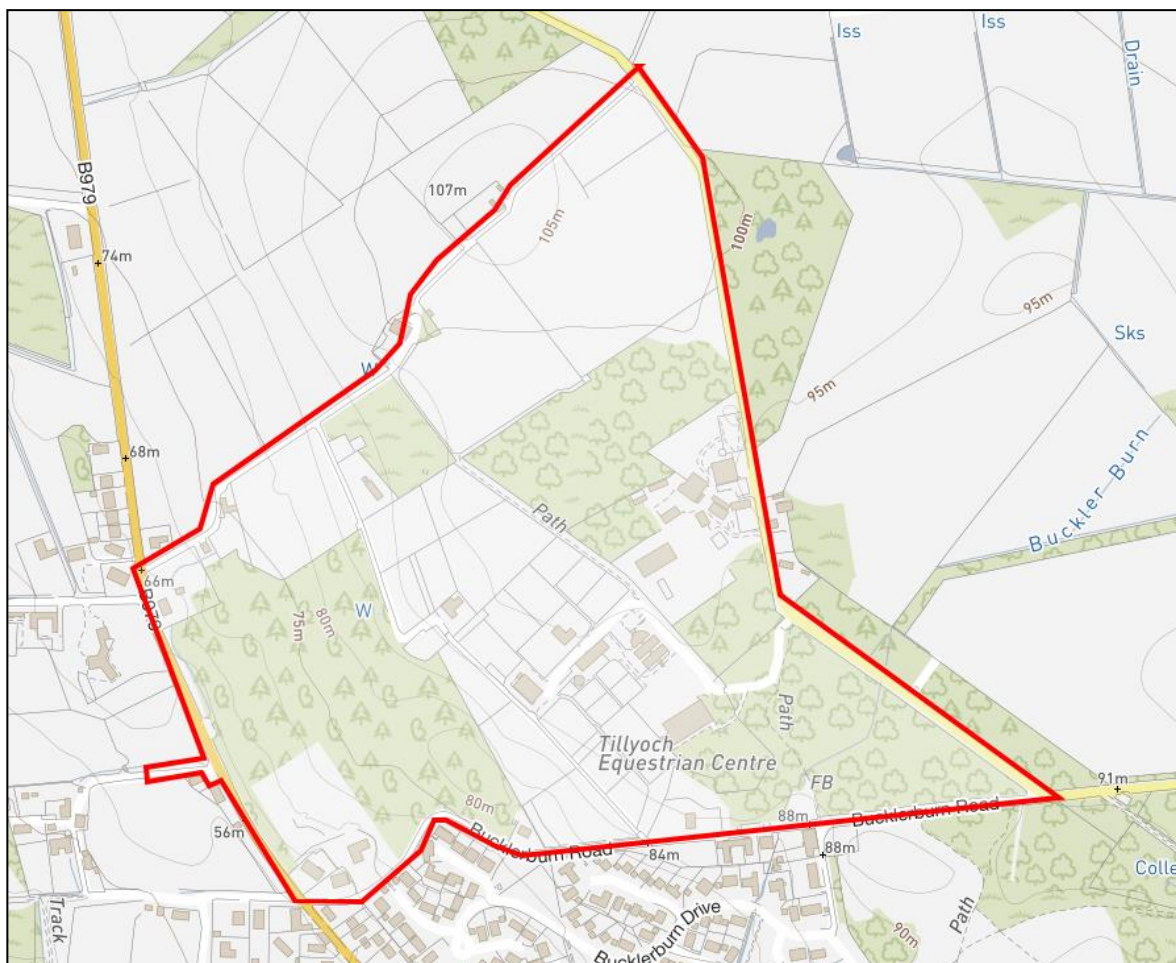 Iss
Iss
Drain
B979
107m
105m
100m
74m
95m
W
Sks
95m
68m
Buckler Burn
Path
66m
B979
W
80m
75m
Path
Tillyoch
Equestrian Centre
FB
80m
91m
56m
Bucklerburn Road
88m
Bucklerburn Road
84m
88m
Colle
Track
Bucklerburn Drive
90m
Path